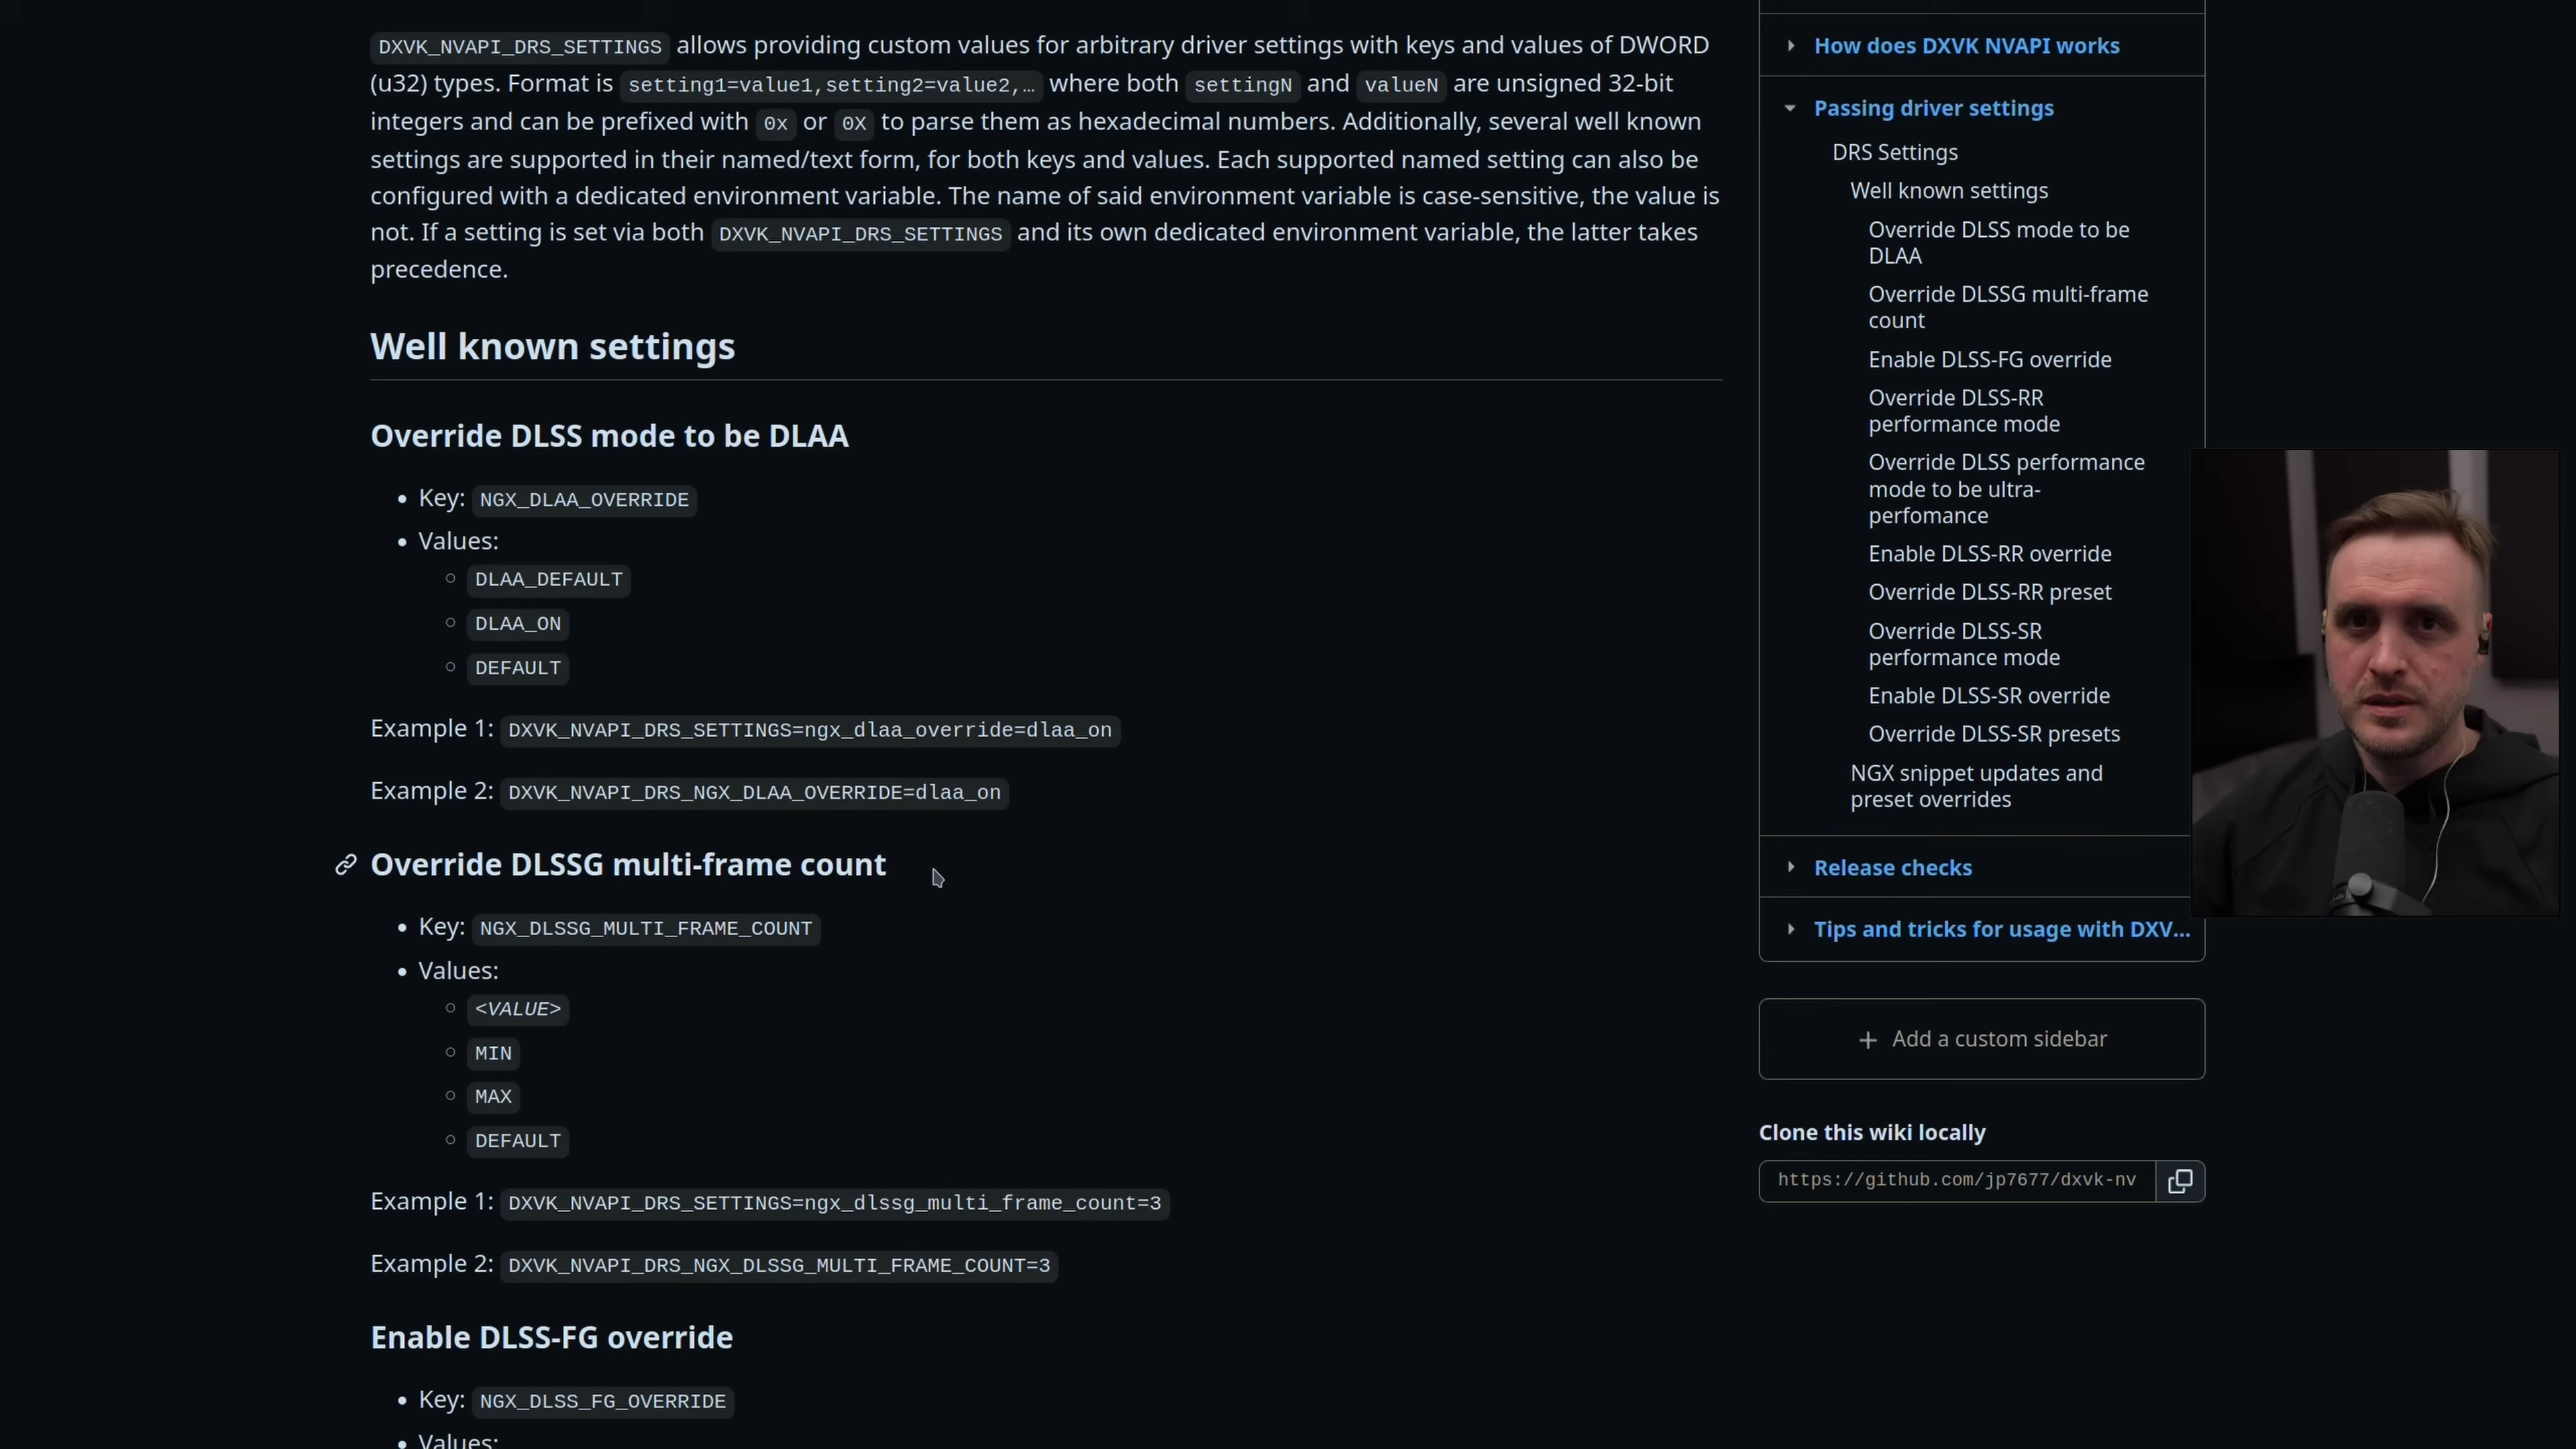 DXVK_NVAPI_DRS_SETTINGS allows providing custom values for arbitrary driver settings with keys and values of DWORD
(u32) types. Format is setting1=value1,setting2=value2,… where both settingN and valueN are unsigned 32-bit
integers and can be prefixed with 0x or 0X to parse them as hexadecimal numbers. Additionally, several well known
settings are supported in their named/text form, for both keys and values. Each supported named setting can also be
configured with a dedicated environment variable. The name of said environment variable is case-sensitive, the value is
not. If a setting is set via both DXVK_NVAPI_DRS_SETTINGS and its own dedicated environment variable, the latter takes
precedence.
Well known settings
Override DLSS mode to be DLAA
Key: NGX_DLAA_OVERRIDE
Values:
DLAA_DEFAULT
DLAA_ON
DEFAULT
Example 1: DXVK_NVAPI_DRS_SETTINGS=ngx_dlaa_override=dlaa_on
Example 2: DXVK_NVAPI_DRS_NGX_DLAA_OVERRIDE=dlaa_on
Override DLSSG multi-frame count
Key: NGX_DLSSG_MULTI_FRAME_COUNT
Values:
<VALUE>
MIN
MAX
DEFAULT
Example 1: DXVK_NVAPI_DRS_SETTINGS=ngx_dlssg_multi_frame_count=3
Example 2: DXVK_NVAPI_DRS_NGX_DLSSG_MULTI_FRAME_COUNT=3
Enable DLSS-FG override
Key: NGX_DLSS_FG_OVERRIDE
Values:
How does DXVK NVAPI works
Passing driver settings
DRS Settings
Well known settings
Override DLSS mode to be
DLAA
Override DLSSG multi-frame
count
Enable DLSS-FG override
Override DLSS-RR
performance mode
Override DLSS performance
mode to be ultra-
perfomance
Enable DLSS-RR override
Override DLSS-RR preset
Override DLSS-SR
performance mode
Enable DLSS-SR override
Override DLSS-SR presets
NGX snippet updates and
preset overrides
Release checks
Tips and tricks for usage with DXV...
+ Add a custom sidebar
Clone this wiki locally
https://github.com/jp7677/dxvk-nv